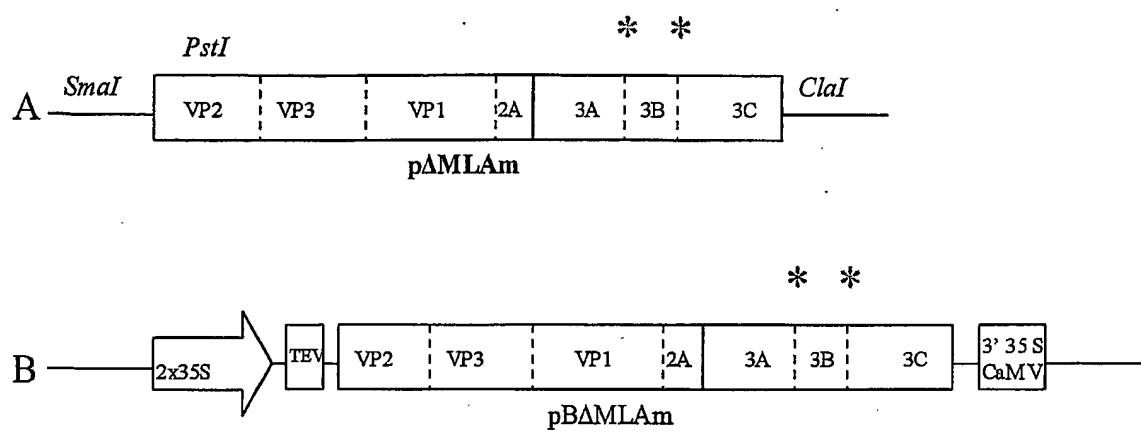 * *
PstI
SmaI
ClaI
A
VP2 VP3 VP1 2A 3A 3B 3C
pΔMLAm
* *
B
2x35S TEV VP2 VP3 VP1 2A 3A 3B 3C 3' 35 S
CaMV
pBΔMLAm